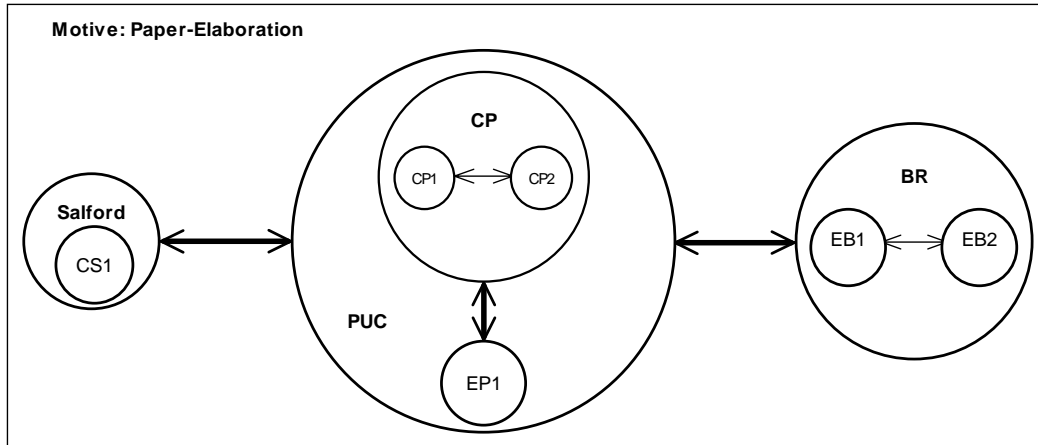 Motive: Paper-Elaboration
CP
CP1
CP2
BR
Salford
EB1
EB2
CS1
PUC
EP1